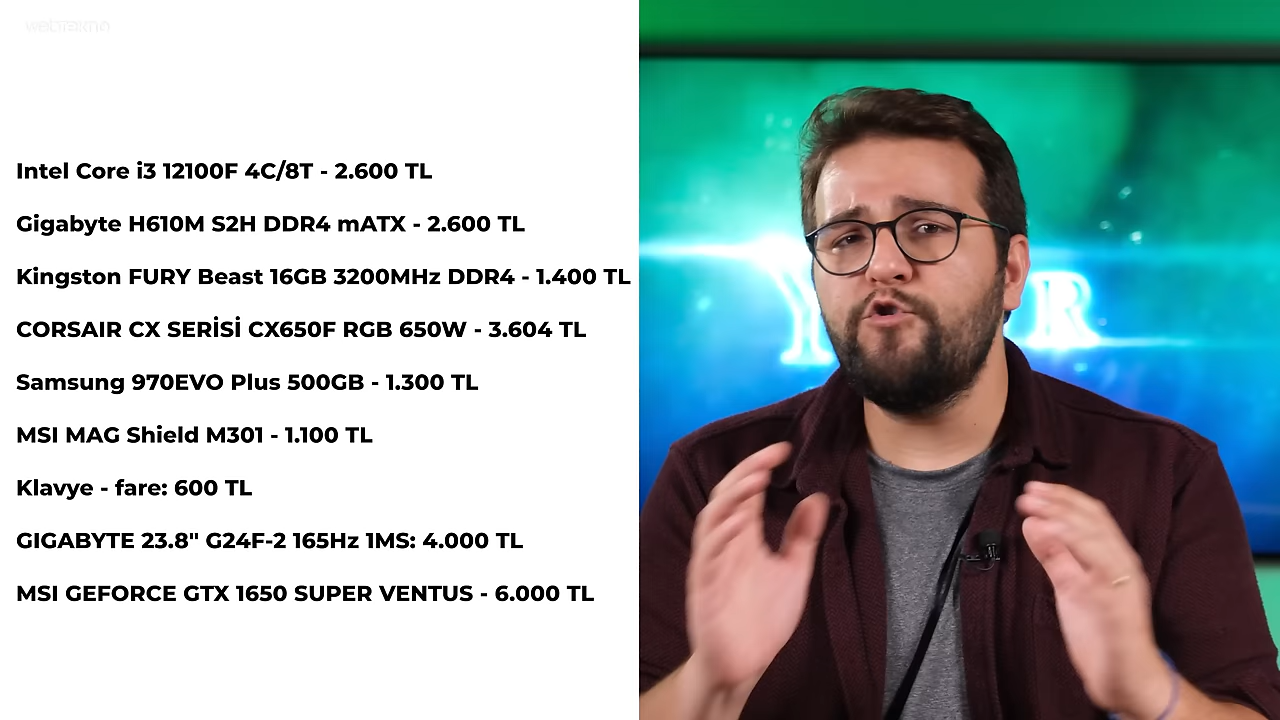 webtekno
Intel Core i3 12100F 4C/8T - 2.600 TL
Gigabyte H610M S2H DDR4 mATX - 2.600 TL
Kingston FURY Beast 16GB 3200MHz DDR4 - 1.400 TL
CORSAIR CX SERİSİ CX650F RGB 650W - 3.604 TL
Samsung 970EVO Plus 500GB - 1.300 TL
MSI MAG Shield M301 - 1.100 TL
Klavye - fare: 600 TL
GIGABYTE 23.8" G24F-2 165Hz 1MS: 4.000 TL
MSI GEFORCE GTX 1650 SUPER VENTUS - 6.000 TL